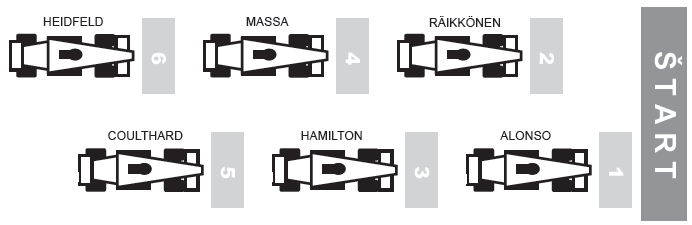 HEIDFELD MASSA RÄIKKÖNEN
6 4 2
COULTHARD HAMILTON ALONSO
5 3 1
ŠTART